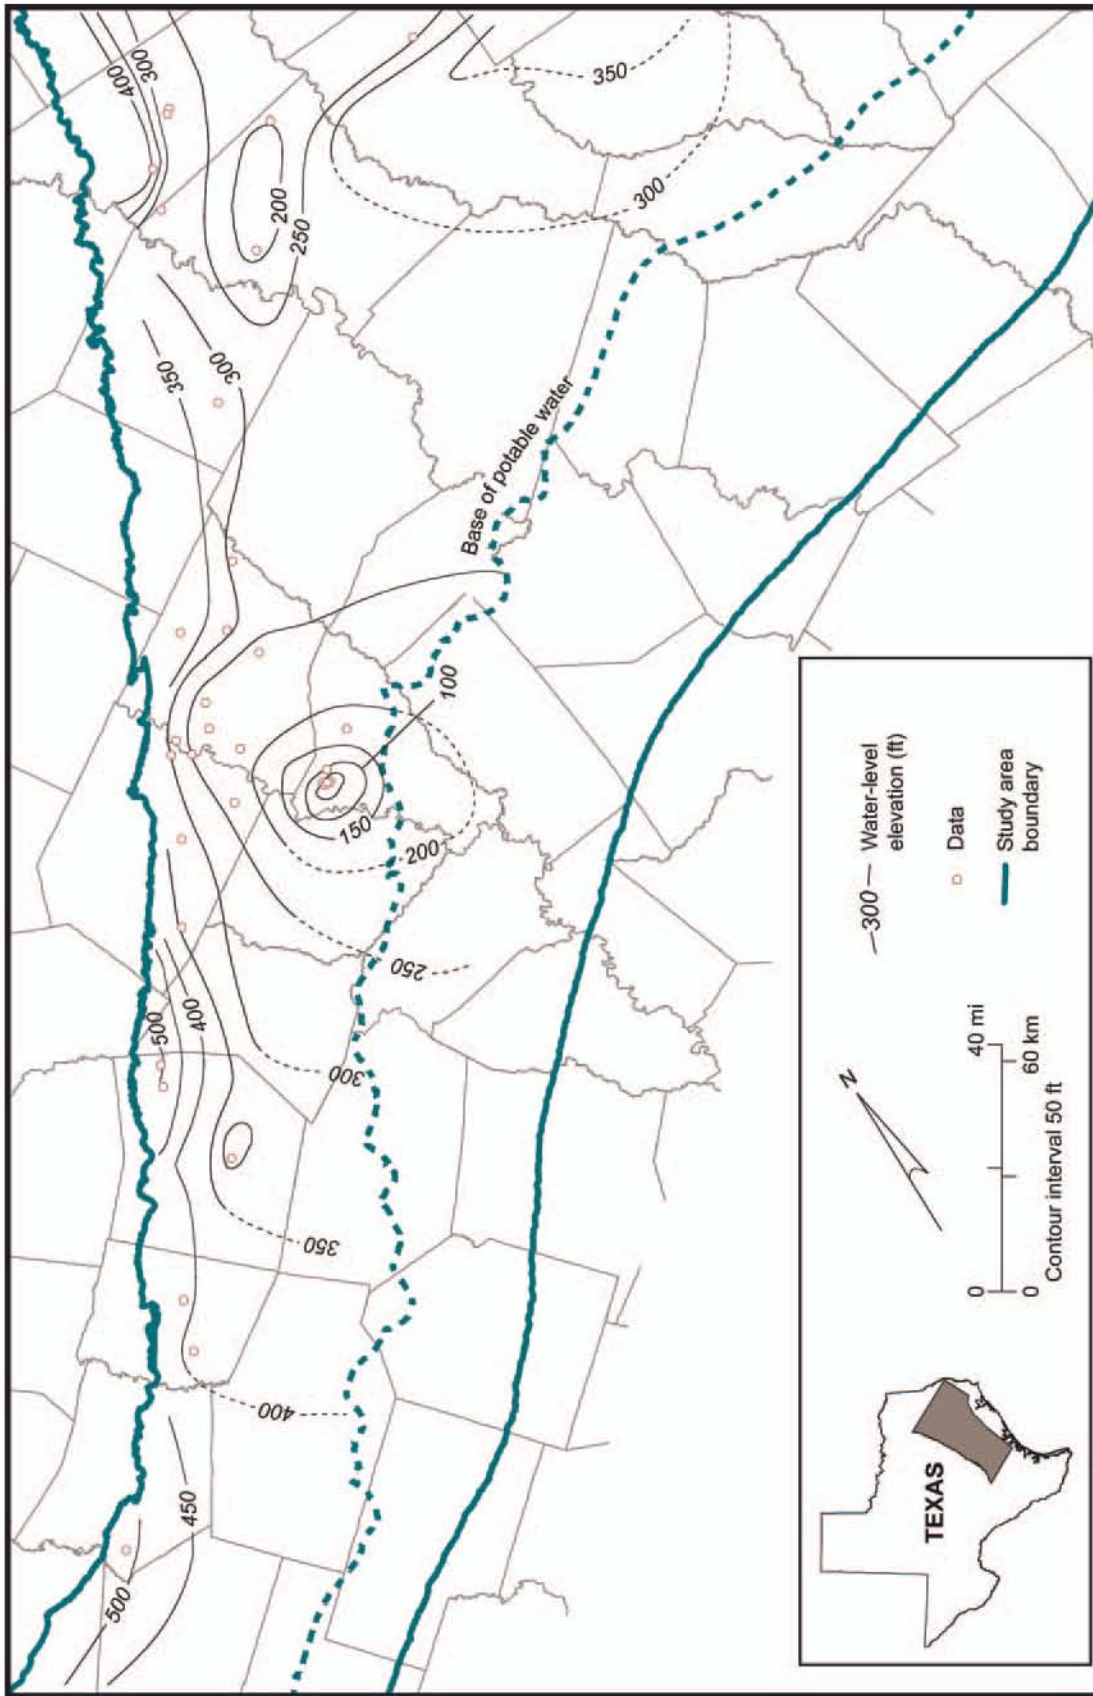 400
300
350
200
250
300
350
300
Base of potable water
100
150
200
250
500
400
300
350
400
450
500
–300– Water-level
elevation (ft)
Data
Study area
boundary
N
0 40 mi
0 60 km
Contour interval 50 ft
TEXAS